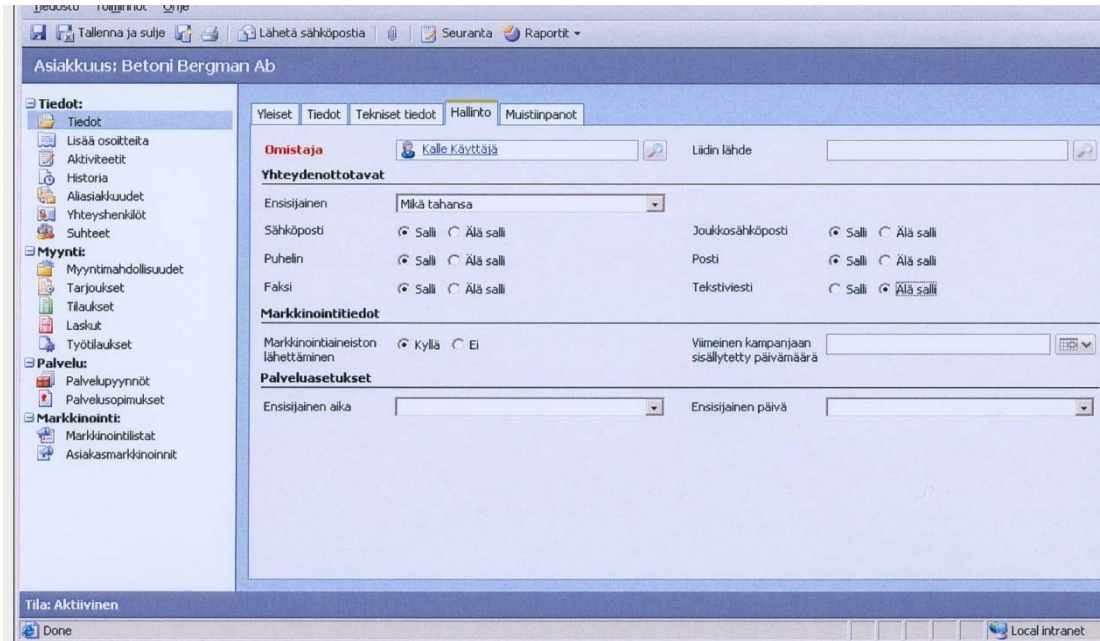 Tiedosto Toiminnot Ohje
Tallenna ja sulje Lähetä sähköpostia Seuranta Raportit
Asiakkuus: Betoni Bergman Ab
Tiedot:
Tiedot
Lisää osoitteita
Aktiviteetit
Historia
Aliasiakkuudet
Yhteyshenkilöt
Suhteet
Myynti:
Myyntimahdollisuudet
Tarjoukset
Tilaukset
Laskut
Työtilaukset
Palvelu:
Palvelupyynnöt
Palvelusopimukset
Markkinointi:
Markkinointilistat
Asiakasmarkkinoinnit
Yleiset Tiedot Tekniset tiedot Hallinto Muistiinpanot
Omistaja Kalle Käyttäjä Liidin lähde
Yhteydenottotavat
Ensisijainen Mikä tahansa
Sähköposti Salli Älä salli Joukkosähköposti Salli Älä salli
Puhelin Salli Älä salli Posti Salli Älä salli
Faksi Salli Älä salli Tekstiviesti Salli Älä salli
Markkinointitiedot
Markkinointiaineiston Kyllä Ei Viimeinen kampanjaan
lähettäminen sisällytetty päivämäärä
Palveluasetukset
Ensisijainen aika Ensisijainen päivä
Tila: Aktiivinen
Done Local intranet